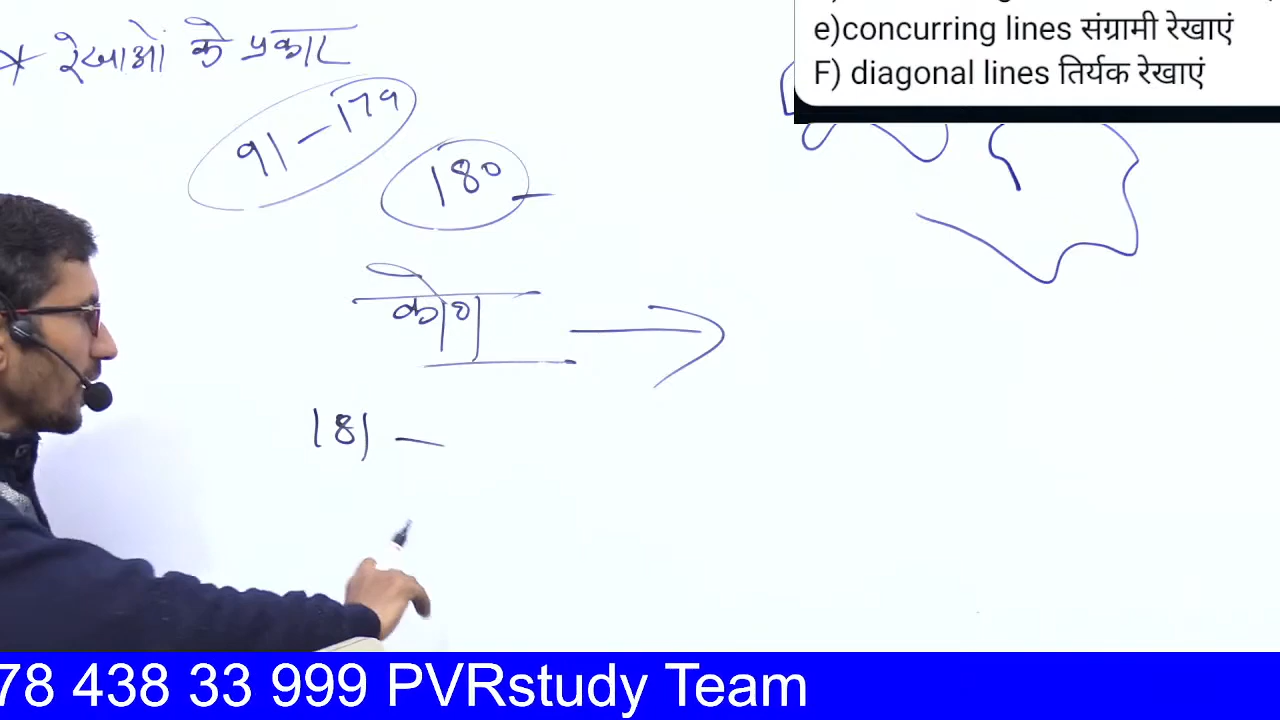 * रेखाओं के प्रकार
91 - 179
180
कोण
181 -
e)concurring lines संग्रामी रेखाएं
F) diagonal lines तिर्यक रेखाएं
78 438 33 999 PVRstudy Team